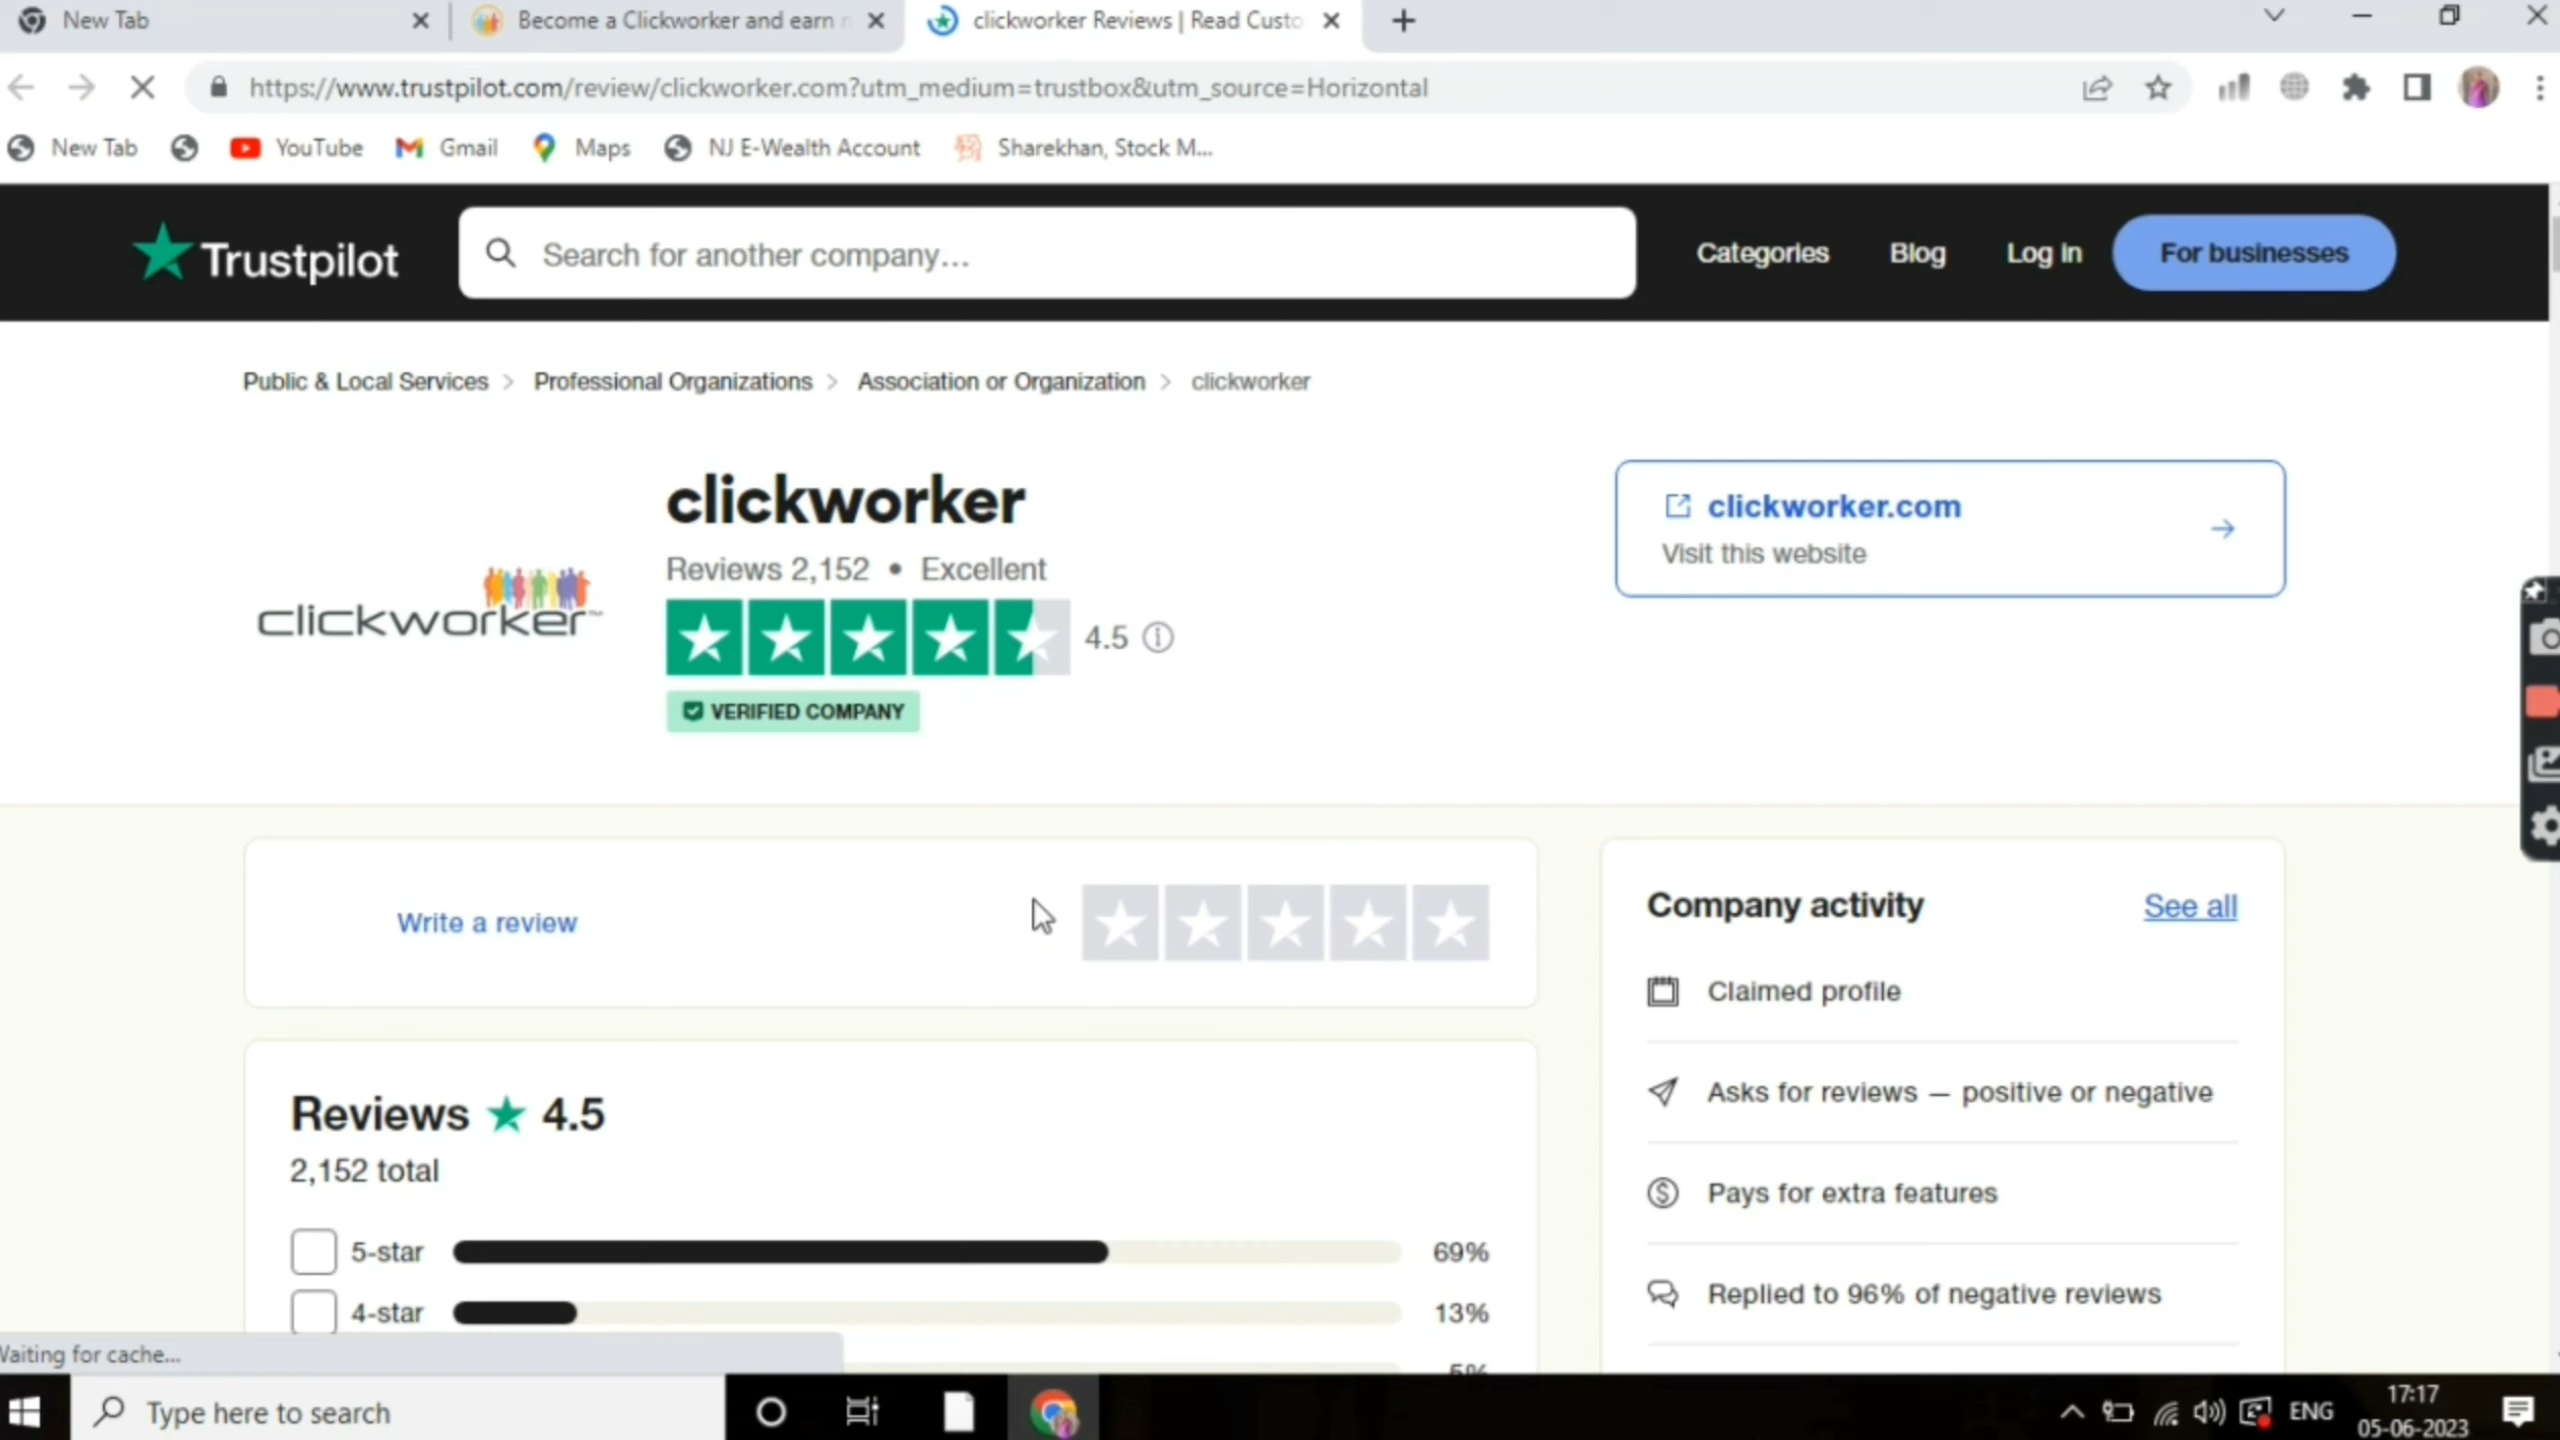 New Tab
Become a Clickworker and earn
clickworker Reviews | Read Custo
https://www.trustpilot.com/review/clickworker.com?utm_medium=trustbox&utm_source=Horizontal
New Tab YouTube Gmail Maps NJ E-Wealth Account Sharekhan, Stock M...
Trustpilot
Search for another company...
Categories Blog Log in For businesses
Public & Local Services > Professional Organizations > Association or Organization > clickworker
clickworker
clickworker™
Reviews 2,152 • Excellent
4.5
VERIFIED COMPANY
clickworker.com
Visit this website
Write a review
Reviews ★ 4.5
2,152 total
5-star 69%
4-star 13%
5%
Company activity See all
Claimed profile
Asks for reviews — positive or negative
Pays for extra features
Replied to 96% of negative reviews
Waiting for cache...
Type here to search
ENG
17:17
05-06-2023